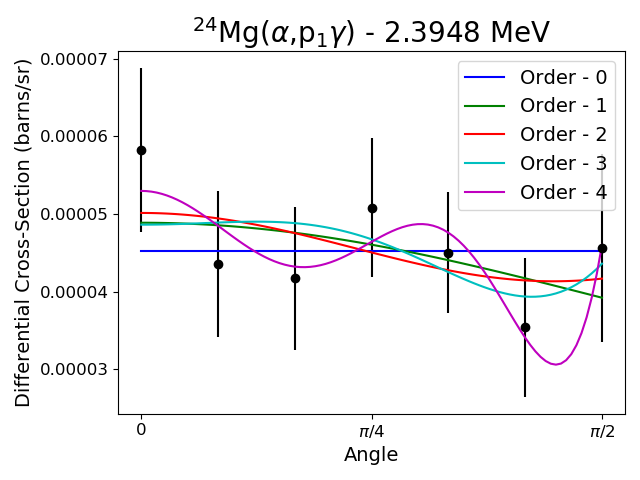 ²⁴Mg(α,p₁γ) - 2.3948 MeV
Differential Cross-Section (barns/sr)
0.00007
0.00006
0.00005
0.00004
0.00003
Order - 0
Order - 1
Order - 2
Order - 3
Order - 4
0
π/4
π/2
Angle